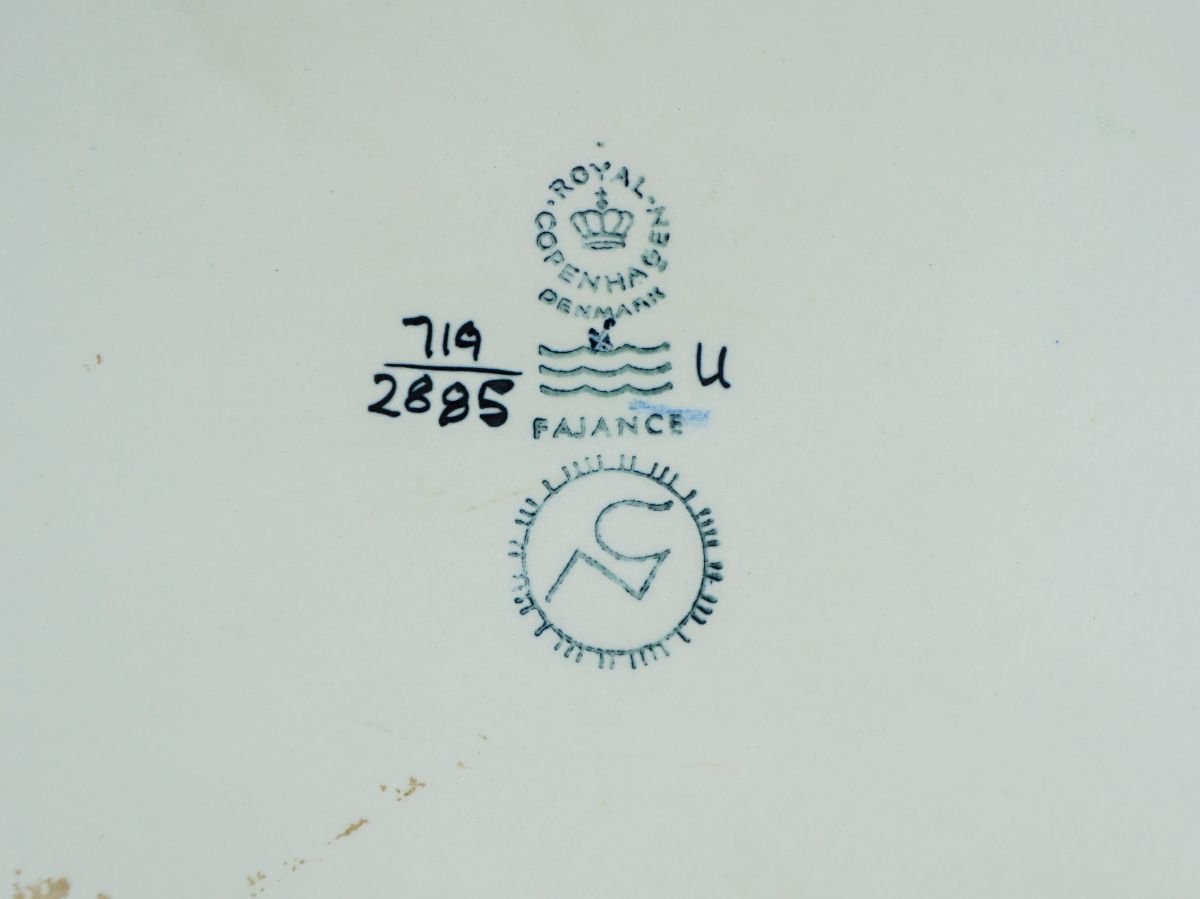 ROYAL
COPENHAGEN
DENMARK
719
2885
U
FAJANCE